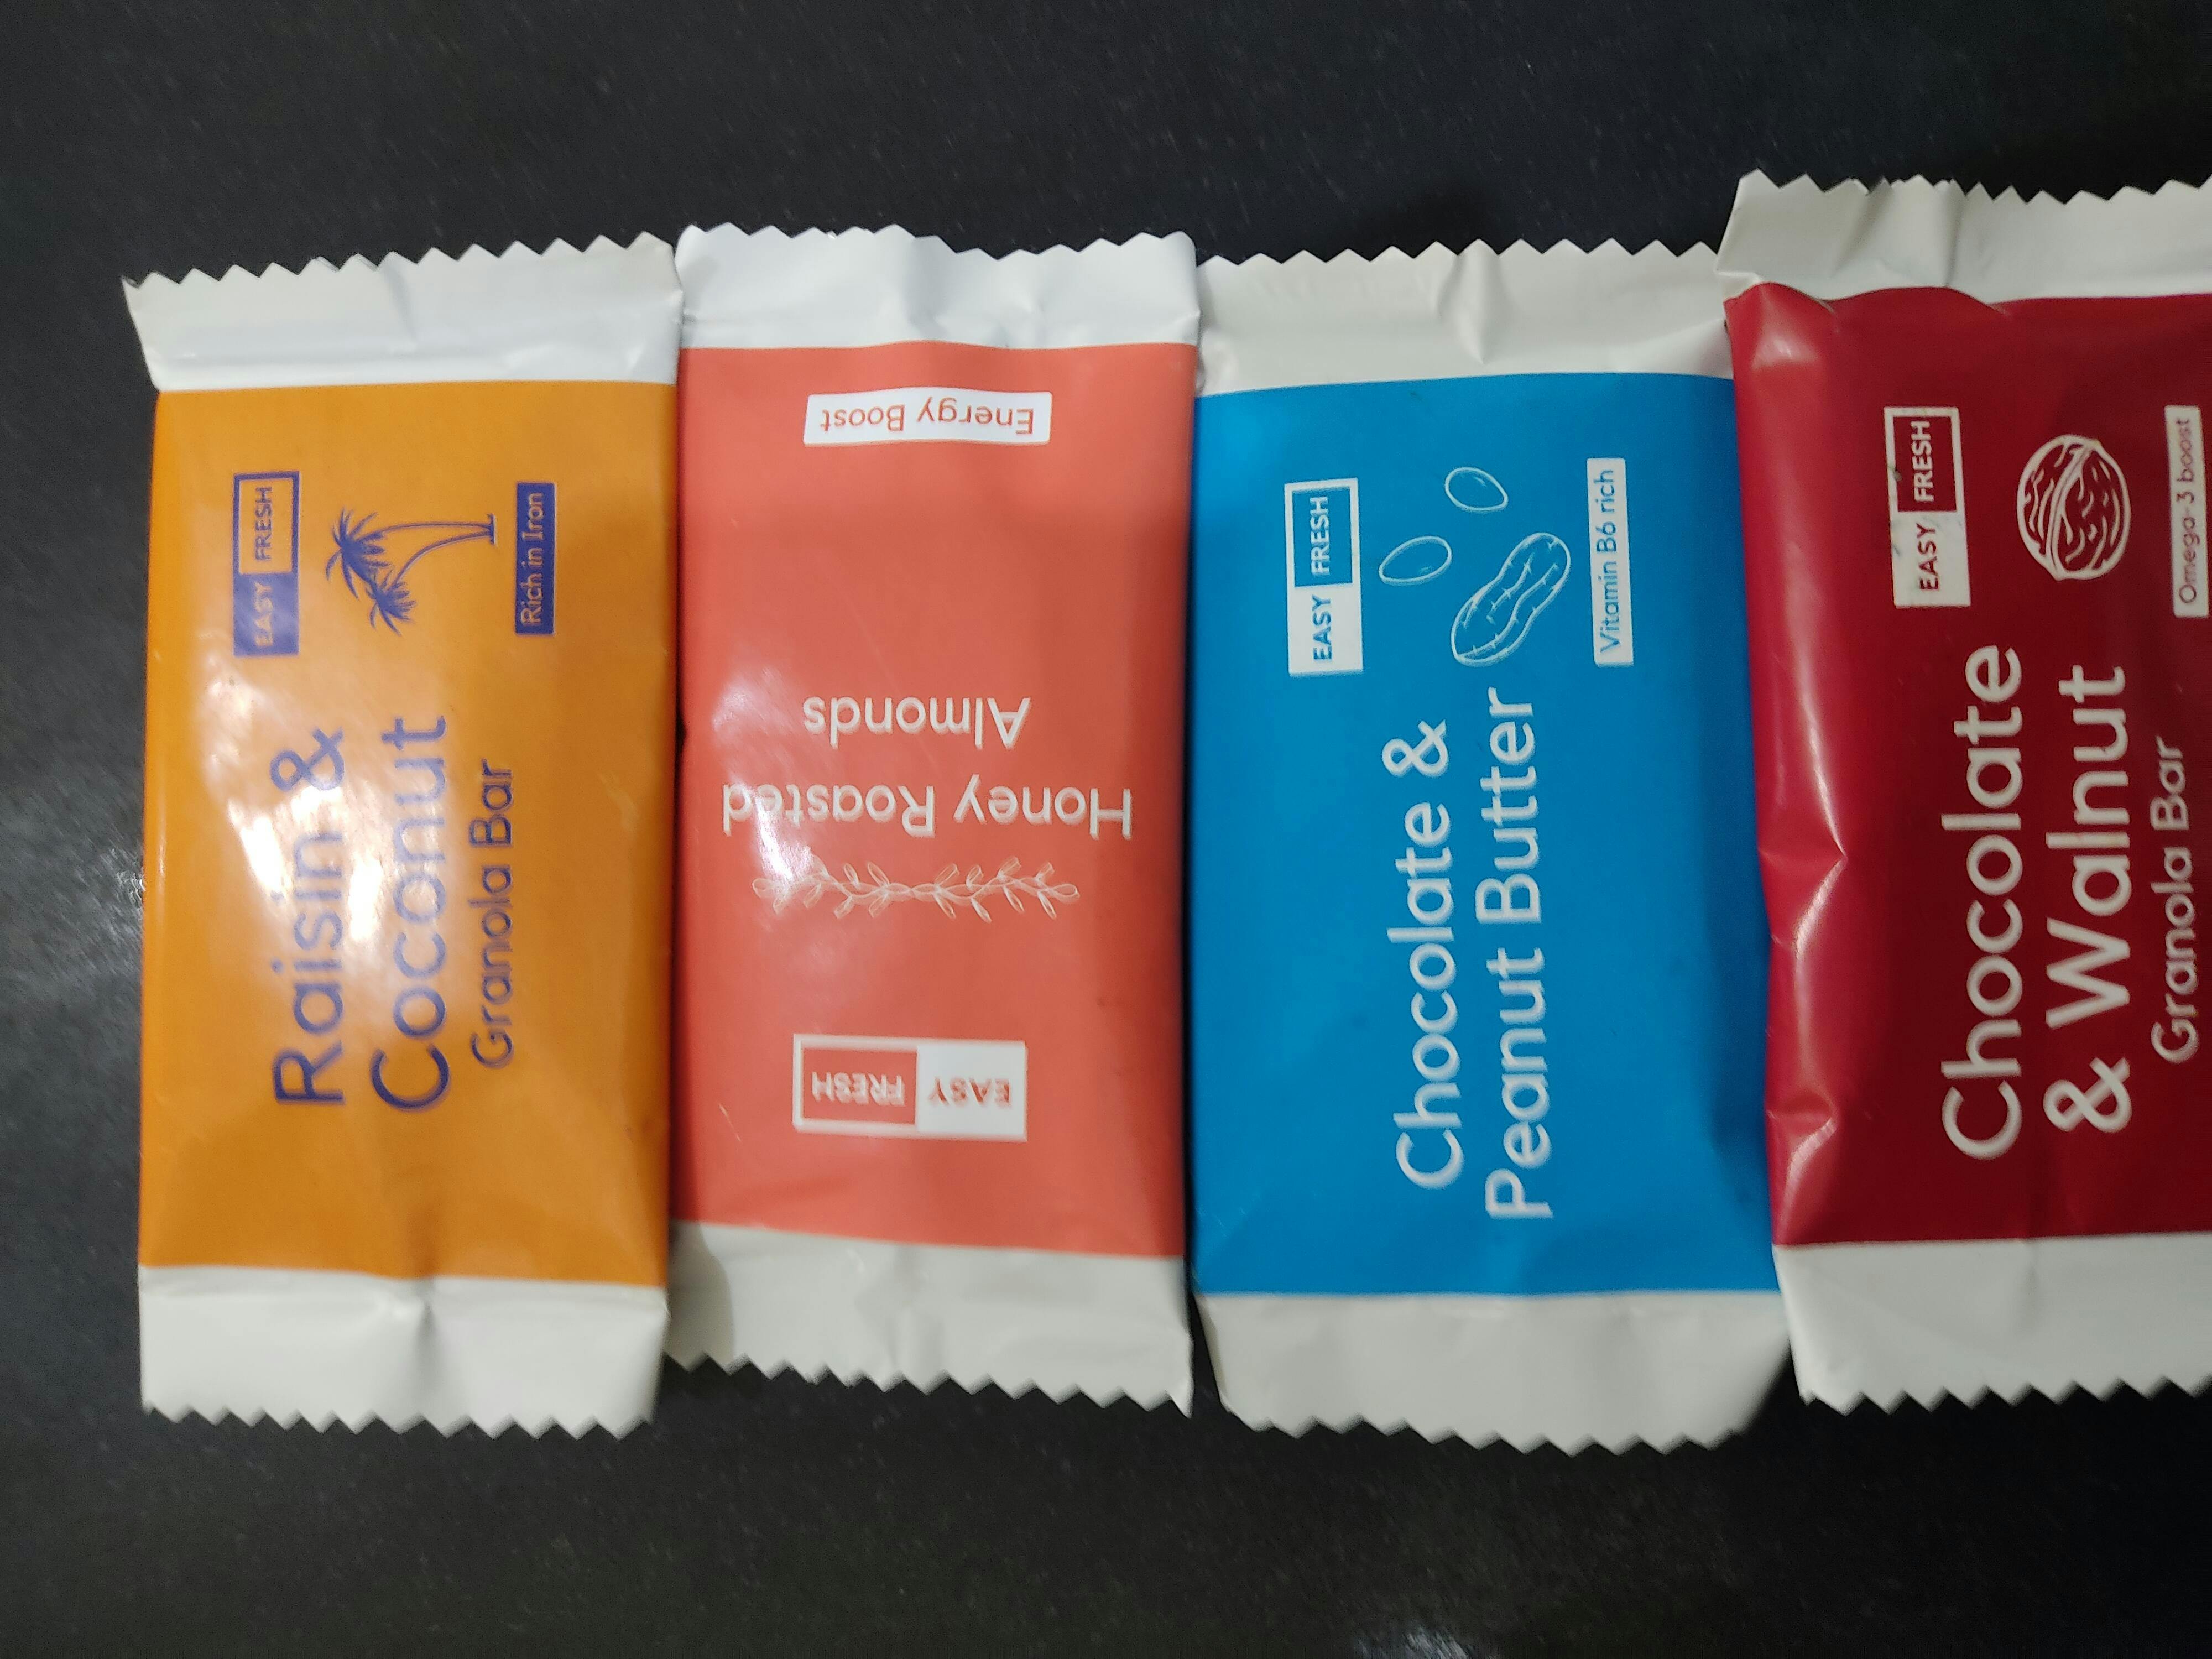 EASY FRESH
Raisin &
Coconut
Granola Bar
Rich in Iron
EASY FRESH
Honey Roasted
Almonds
Energy Boost
EASY FRESH
Chocolate &
Peanut Butter
Vitamin B6 rich
EASY FRESH
Chocolate
& Walnut
Granola Bar
Omega-3 boost